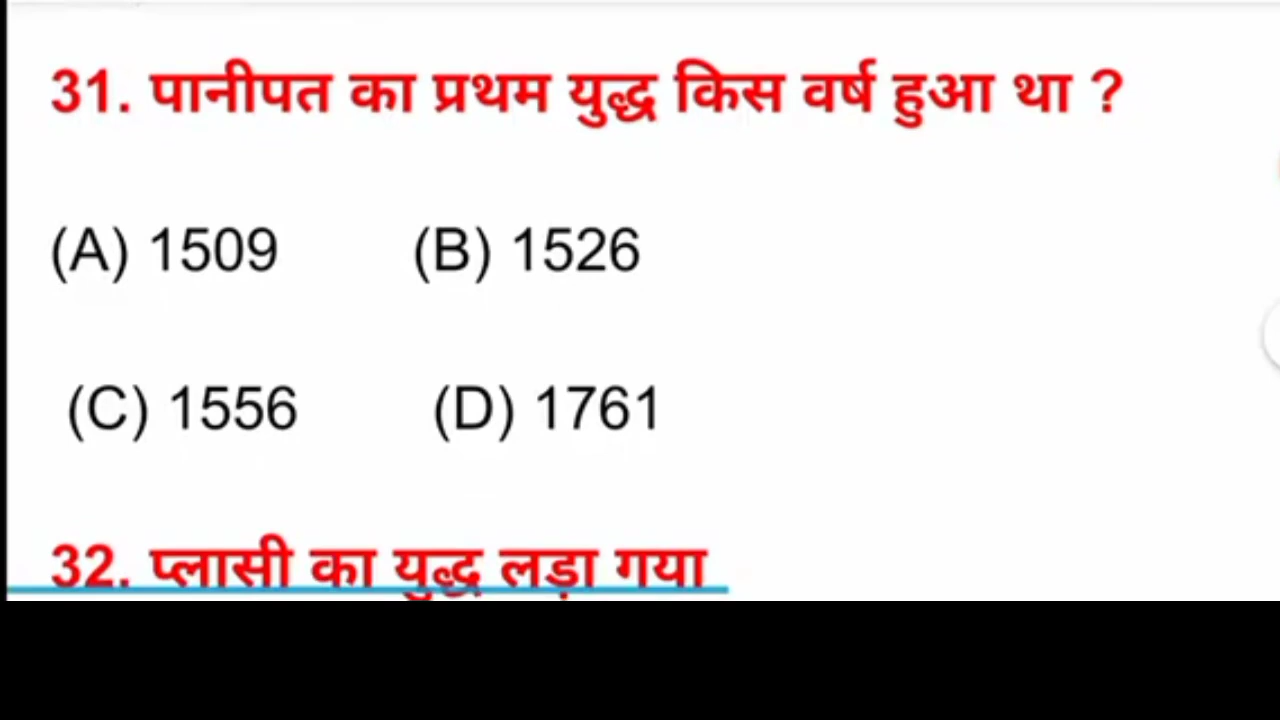 31. पानीपत का प्रथम युद्ध किस वर्ष हुआ था ?
(A) 1509 (B) 1526
(C) 1556 (D) 1761
32. प्लासी का युद्ध लड़ा गया